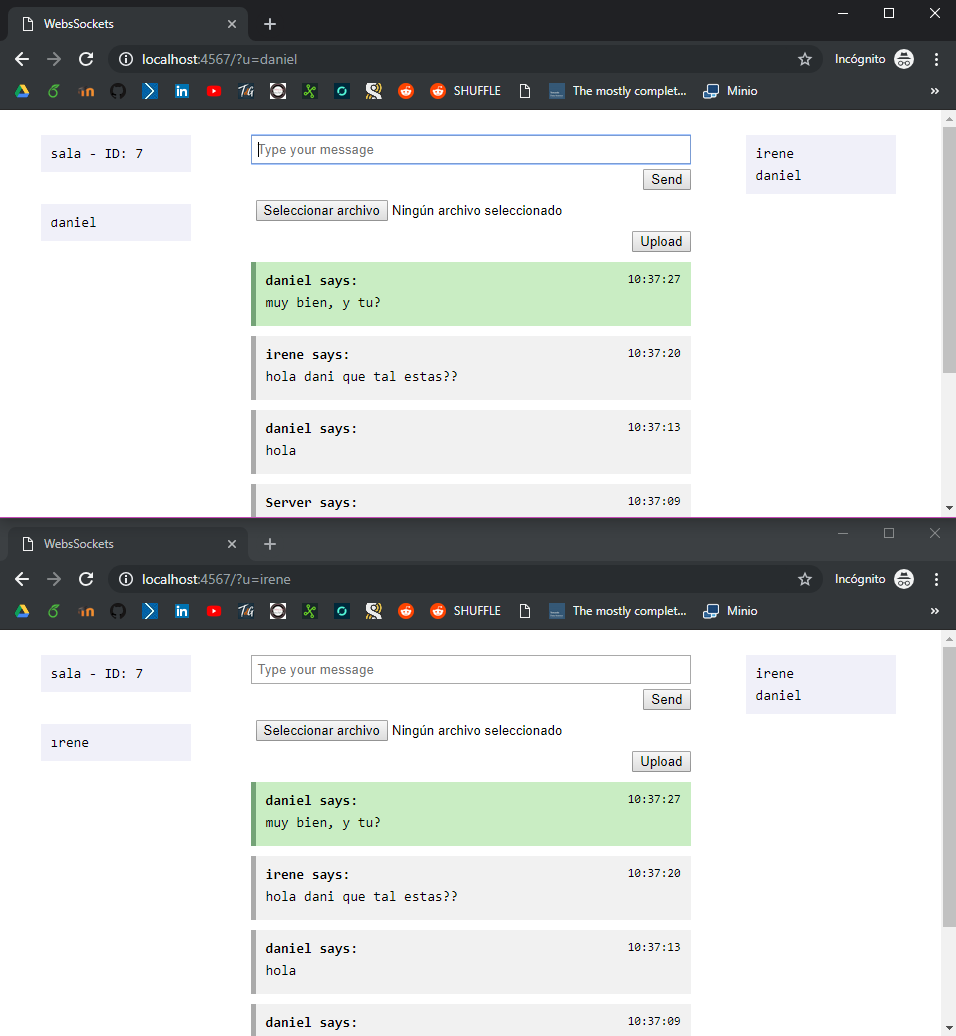 WebsSockets
localhost:4567/?u=daniel
Incógnito
SHUFFLE
The mostly complet...
Minio
»
sala - ID: 7
daniel
Type your message
Send
Seleccionar archivo Ningún archivo seleccionado
Upload
irene
daniel
daniel says: 10:37:27
muy bien, y tu?
irene says: 10:37:20
hola dani que tal estas??
daniel says: 10:37:13
hola
Server says: 10:37:09
WebsSockets
localhost:4567/?u=irene
Incógnito
SHUFFLE
The mostly complet...
Minio
»
sala - ID: 7
irene
Type your message
Send
Seleccionar archivo Ningún archivo seleccionado
Upload
irene
daniel
daniel says: 10:37:27
muy bien, y tu?
irene says: 10:37:20
hola dani que tal estas??
daniel says: 10:37:13
hola
daniel says: 10:37:09